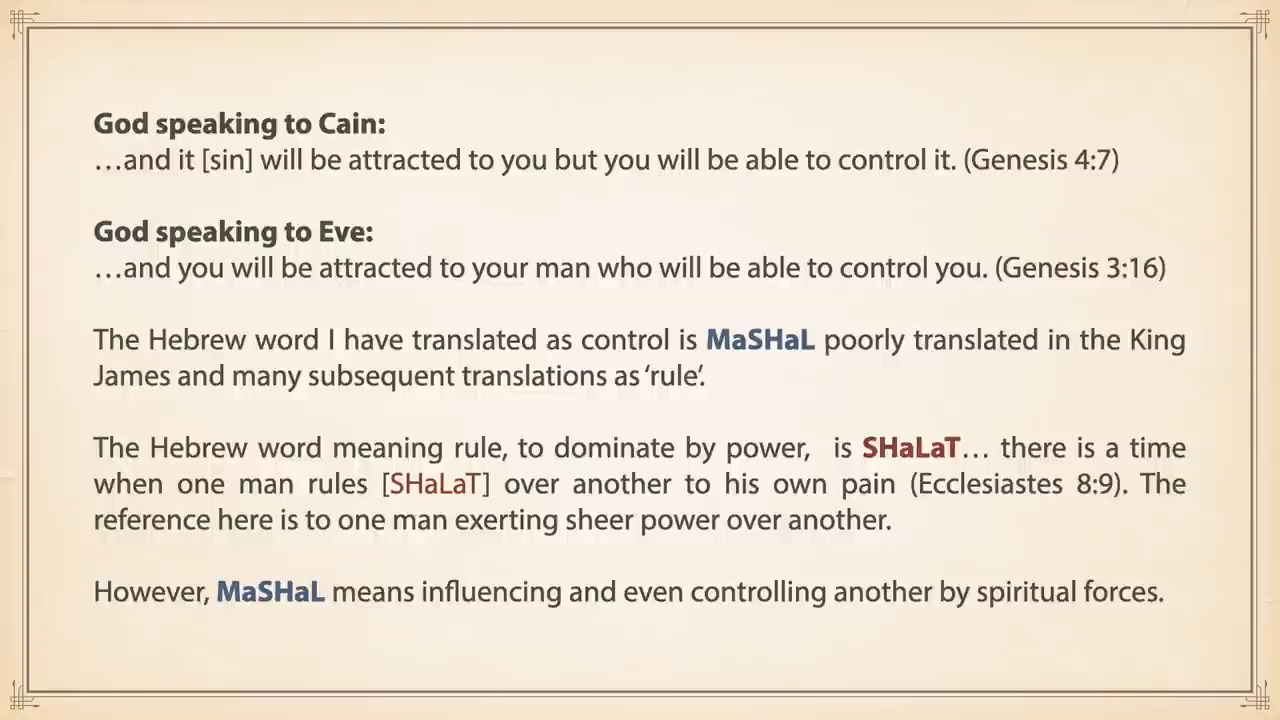 God speaking to Cain:
…and it [sin] will be attracted to you but you will be able to control it. (Genesis 4:7)
God speaking to Eve:
…and you will be attracted to your man who will be able to control you. (Genesis 3:16)
The Hebrew word I have translated as control is MaSHaL poorly translated in the King
James and many subsequent translations as ‘rule’.
The Hebrew word meaning rule, to dominate by power, is SHaLaT… there is a time
when one man rules [SHaLaT] over another to his own pain (Ecclesiastes 8:9). The
reference here is to one man exerting sheer power over another.
However, MaSHaL means influencing and even controlling another by spiritual forces.